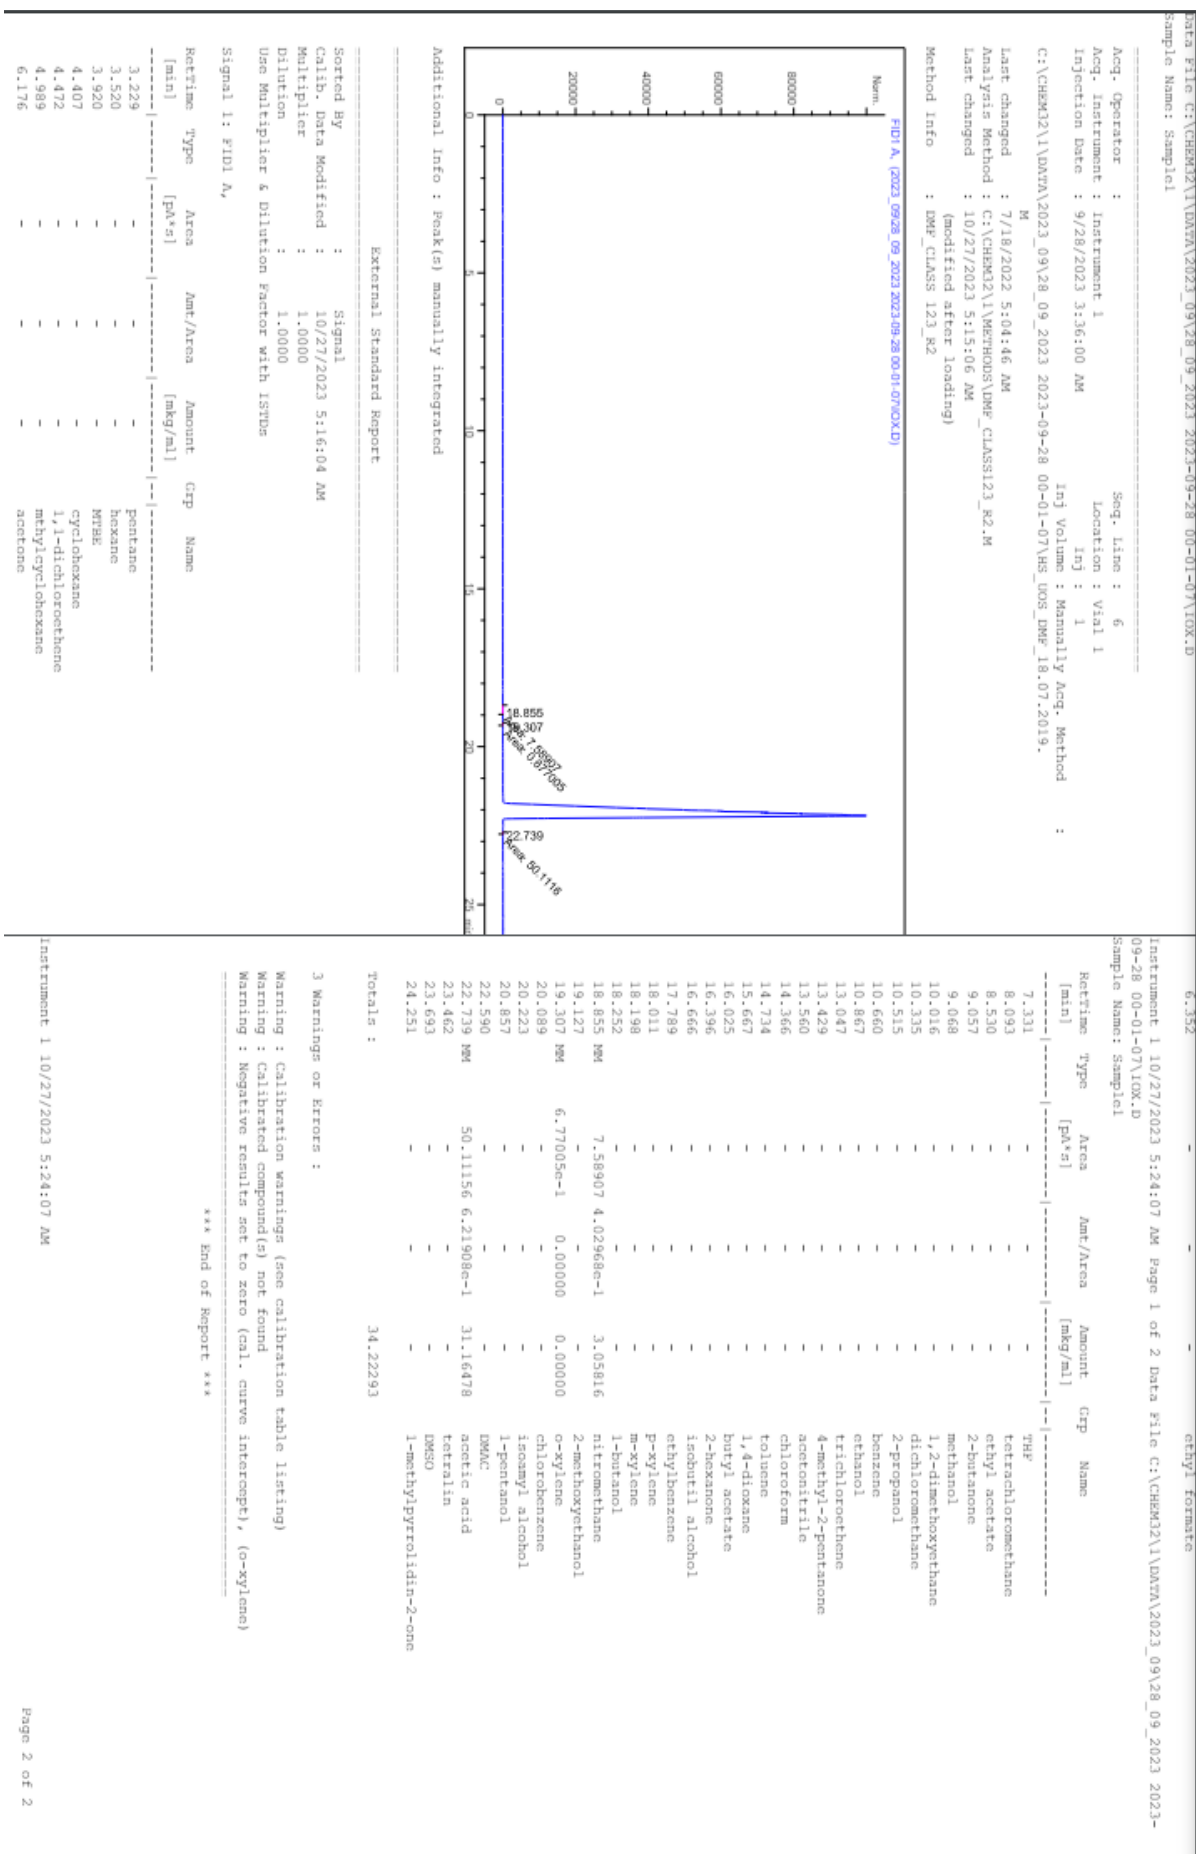 Data File C:\CHEM32\1\DATA\2023_09\28_09_2023 2023-09-28 00-01-07\IOX.D
Sample Name: Sample1
Acq. Operator : Seq. Line : 6
Acq. Instrument : Instrument 1 Location : Vial 1
Injection Date : 9/28/2023 3:36:00 AM Inj : 1
Inj Volume : Manually Acq. Method :
C:\CHEM32\1\DATA\2023_09\28_09_2023 2023-09-28 00-01-07\HS_UOS_DMF_18.07.2019.
M
Last changed : 7/18/2022 5:04:46 AM
Analysis Method : C:\CHEM32\1\METHODS\DMF_CLASS123_R2.M
Last changed : 10/27/2023 5:15:06 AM
(modified after loading)
Method Info : DMF_CLASS 123_R2
FID1 A, (2023_09\28_09_2023 2023-09-28 00-01-07\IOX.D)
Norm.
80000
60000
40000
20000
0
18.855
Area: 7.58907
19.307
Area: 0.677005
22.739
Area: 50.1116
0 5 10 15 20 25 min
Additional Info : Peak(s) manually integrated
External Standard Report
Sorted By : Signal
Calib. Data Modified : 10/27/2023 5:16:04 AM
Multiplier : 1.0000
Dilution : 1.0000
Use Multiplier & Dilution Factor with ISTDs
Signal 1: FID1 A,
RetTime Type Area Amt/Area Amount Grp Name
[min] [pA*s] [mkg/ml]
-------|------|----------|----------|----------|--|------------------
3.229 - - - pentane
3.520 - - - hexane
3.920 - - - MTBE
4.407 - - - cyclohexane
4.472 - - - 1,1-dichloroethene
4.989 - - - mthylcyclohexane
6.176 - - - acetone
6.352 - - - ethyl formate
Instrument 1 10/27/2023 5:24:07 AM Page 1 of 2 Data File C:\CHEM32\1\DATA\2023_09\28_09_2023 2023-
09-28 00-01-07\IOX.D
Sample Name: Sample1
RetTime Type Area Amt/Area Amount Grp Name
[min] [pA*s] [mkg/ml]
-------|------|----------|----------|----------|--|------------------
7.331 - - - THF
8.093 - - - tetrachloromethane
8.530 - - - ethyl acetate
9.057 - - - 2-butanone
9.068 - - - methanol
10.016 - - - 1,2-dimethoxyethane
10.335 - - - dichloromethane
10.515 - - - 2-propanol
10.660 - - - benzene
10.867 - - - ethanol
13.047 - - - trichloroethene
13.429 - - - 4-methyl-2-pentanone
13.560 - - - acetonitrile
14.366 - - - chloroform
14.734 - - - toluene
15.667 - - - 1,4-dioxane
16.025 - - - butyl acetate
16.396 - - - 2-hexanone
16.666 - - - isobutil alcohol
17.789 - - - ethylbenzene
18.011 - - - p-xylene
18.198 - - - m-xylene
18.252 - - - 1-butanol
18.855 MM 7.58907 4.02968e-1 3.05816 nitromethane
19.127 - - - 2-methoxyethanol
19.307 MM 6.77005e-1 0.00000 0.00000 o-xylene
20.089 - - - chlorobenzene
20.223 - - - isoamyl alcohol
20.857 - - - 1-pentanol
22.590 - - - DMAC
22.739 MM 50.11156 6.21908e-1 31.16478 acetic acid
23.462 - - - tetralin
23.693 - - - DMSO
24.251 - - - 1-methylpyrrolidin-2-one
Totals : 34.22293
3 Warnings or Errors :
Warning : Calibration warnings (see calibration table listing)
Warning : Calibrated compound(s) not found
Warning : Negative results set to zero (cal. curve intercept), (o-xylene)
*** End of Report ***
Instrument 1 10/27/2023 5:24:07 AM Page 2 of 2